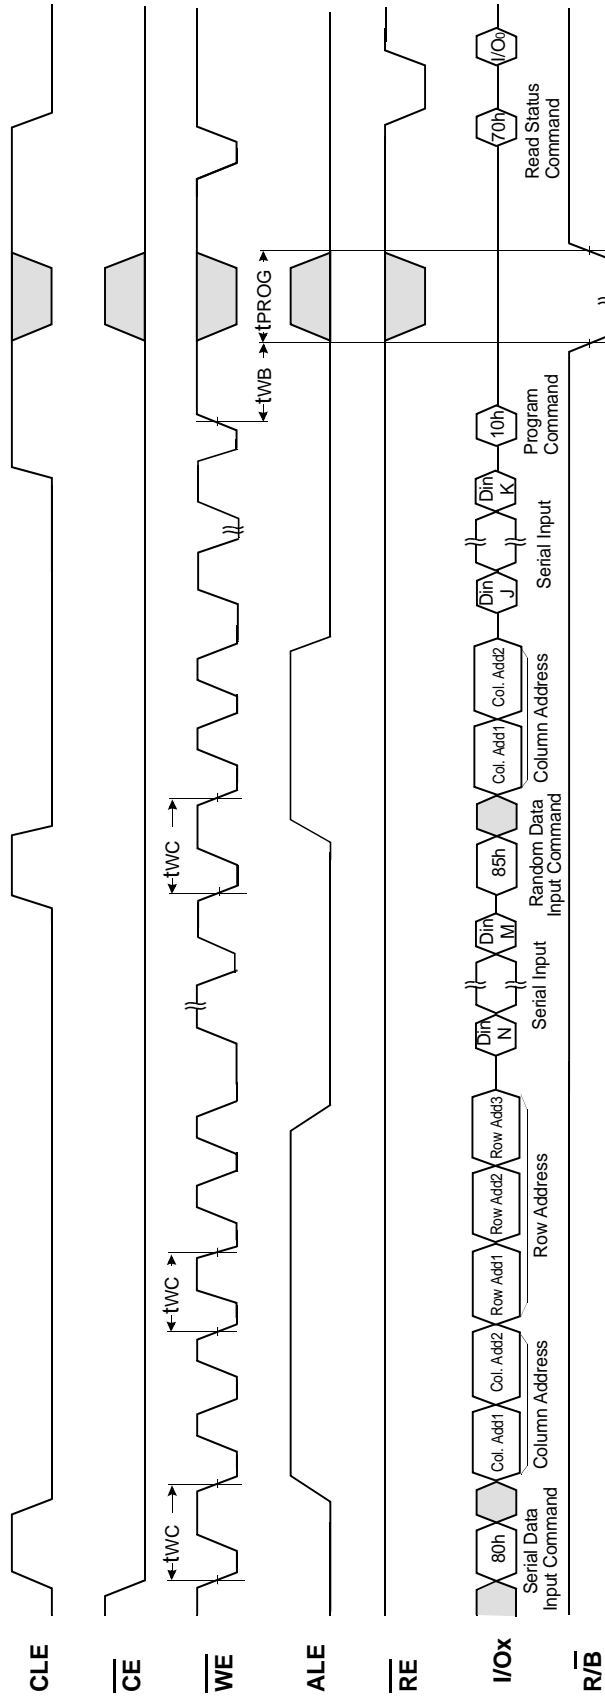 CLE
CE
WE
tWC
tWC
tWC
tWB
tPROG
ALE
RE
I/Ox
80h
Col. Add1
Col. Add2
Row Add1
Row Add2
Row Add3
Din
N
Din
M
85h
Col. Add1
Col. Add2
Din
J
Din
K
10h
70h
I/O0
Serial Data
Input Command
Column Address
Row Address
Serial Input
Random Data
Input Command
Column Address
Serial Input
Program
Command
Read Status
Command
R/B